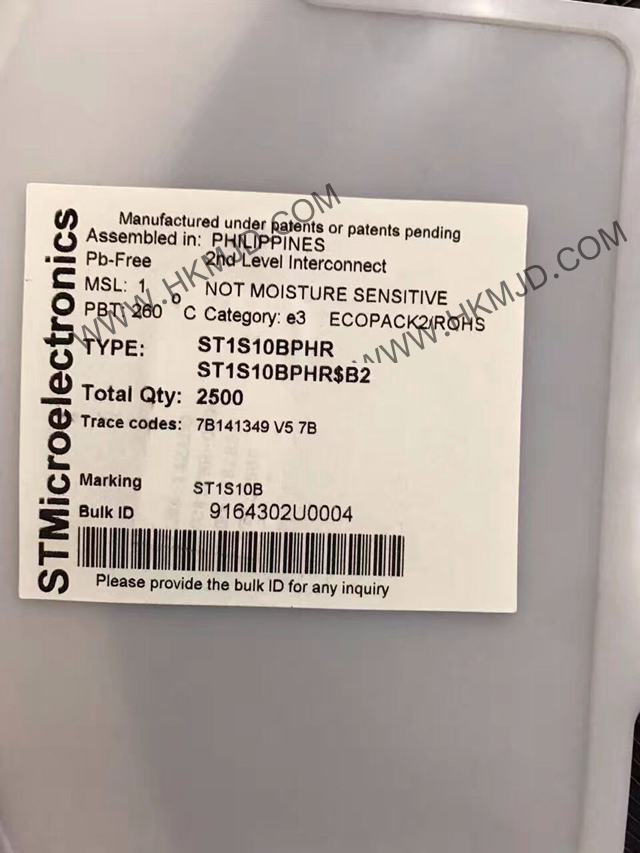 STMicroelectronics
Manufactured under patents or patents pending
Assembled in: PHILIPPINES
Pb-Free 2nd Level Interconnect
MSL: 1 NOT MOISTURE SENSITIVE
PBT: 260 °C Category: e3 ECOPACK2/ROHS
TYPE: ST1S10BPHR
ST1S10BPHR$B2
Total Qty: 2500
Trace codes: 7B141349 V5 7B
Marking ST1S10B
Bulk ID 9164302U0004
Please provide the bulk ID for any inquiry
WWW.HKMJD.COM
WWW.HKMJD.COM